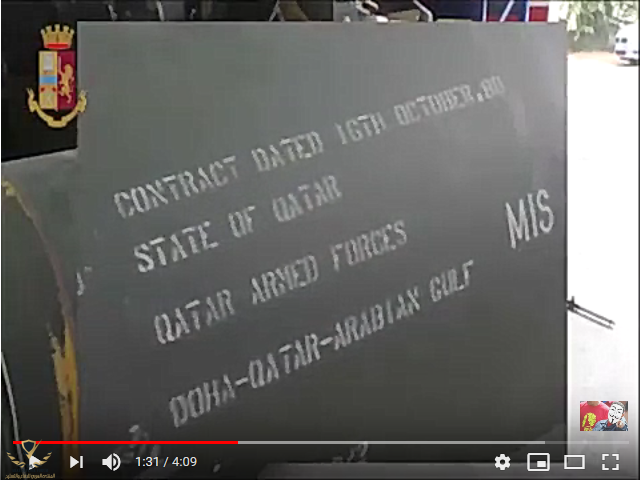 CONTRACT DATED 16TH OCTOBER.80
STATE OF QATAR
QATAR ARMED FORCES
MIS
DOHA-QATAR-ARABIAN GULF
1:31 / 4:09